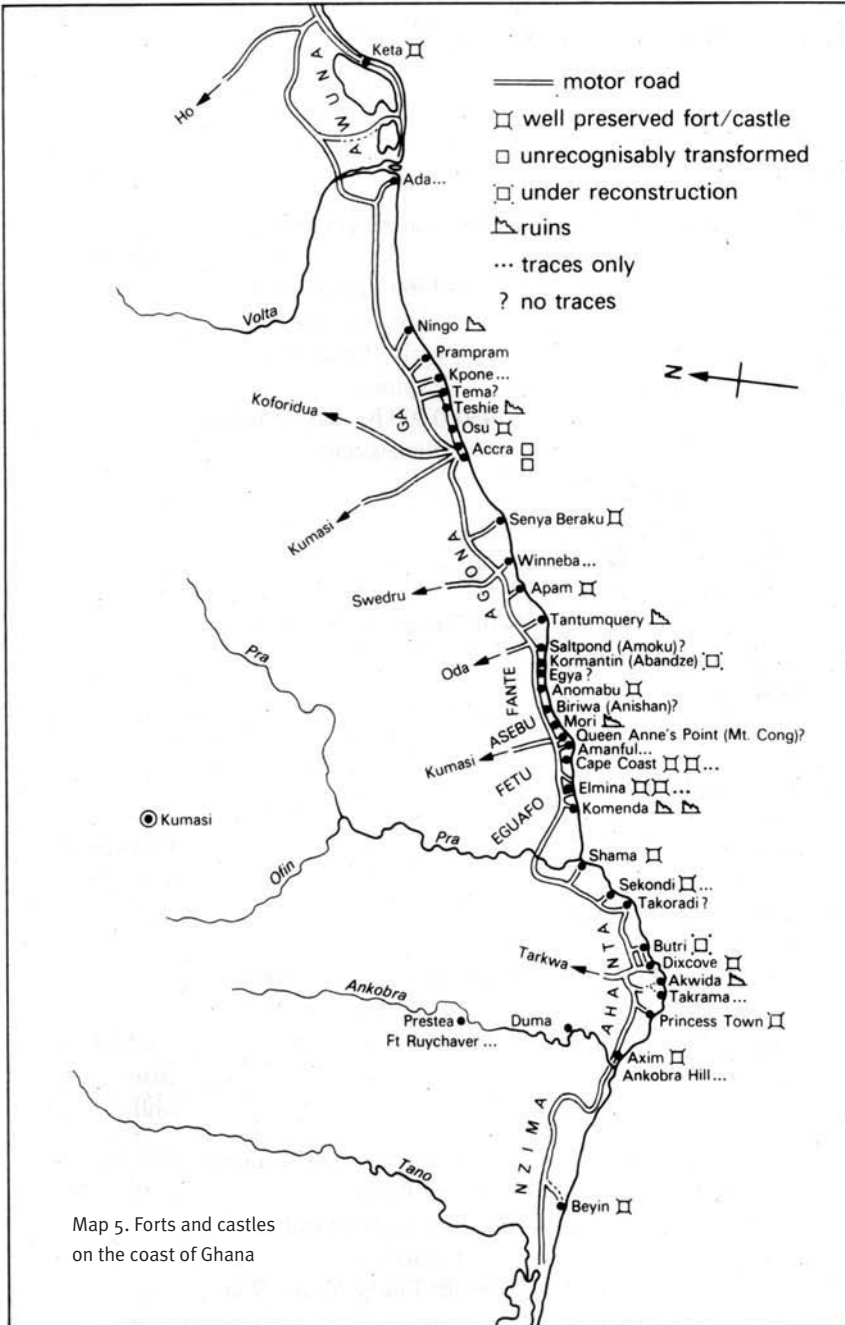 Keta
motor road
well preserved fort/castle
unrecognisably transformed
under reconstruction
ruins
... traces only
? no traces
Ho
AWUNA
Ada...
Volta
Ningo
Prampram
Kpone...
Tema?
Teshie
Osu
Accra
GA
Koforidua
N
Kumasi
Senya Beraku
AGONA
Winneba...
Swedru
Apam
Tantumquery
Pra
Saltpond (Amoku)?
Oda
Kormantin (Abandze)
Egya ?
FANTE
Anomabu
Biriwa (Anishan)?
Mori
ASEBU
Queen Anne's Point (Mt. Cong)?
Amanful...
Kumasi
Cape Coast ...
FETU
Elmina ...
Komenda
EGUAFO
Kumasi
Pra
Ofin
Shama
Sekondi ...
Takoradi ?
AHANTA
Butri
Tarkwa
Dixcove
Akwida
Takrama...
Ankobra
Princess Town
Prestea
Duma
Ft Ruychaver ...
Axim
Ankobra Hill...
NZIMA
Tano
Beyin
Map 5. Forts and castles
on the coast of Ghana